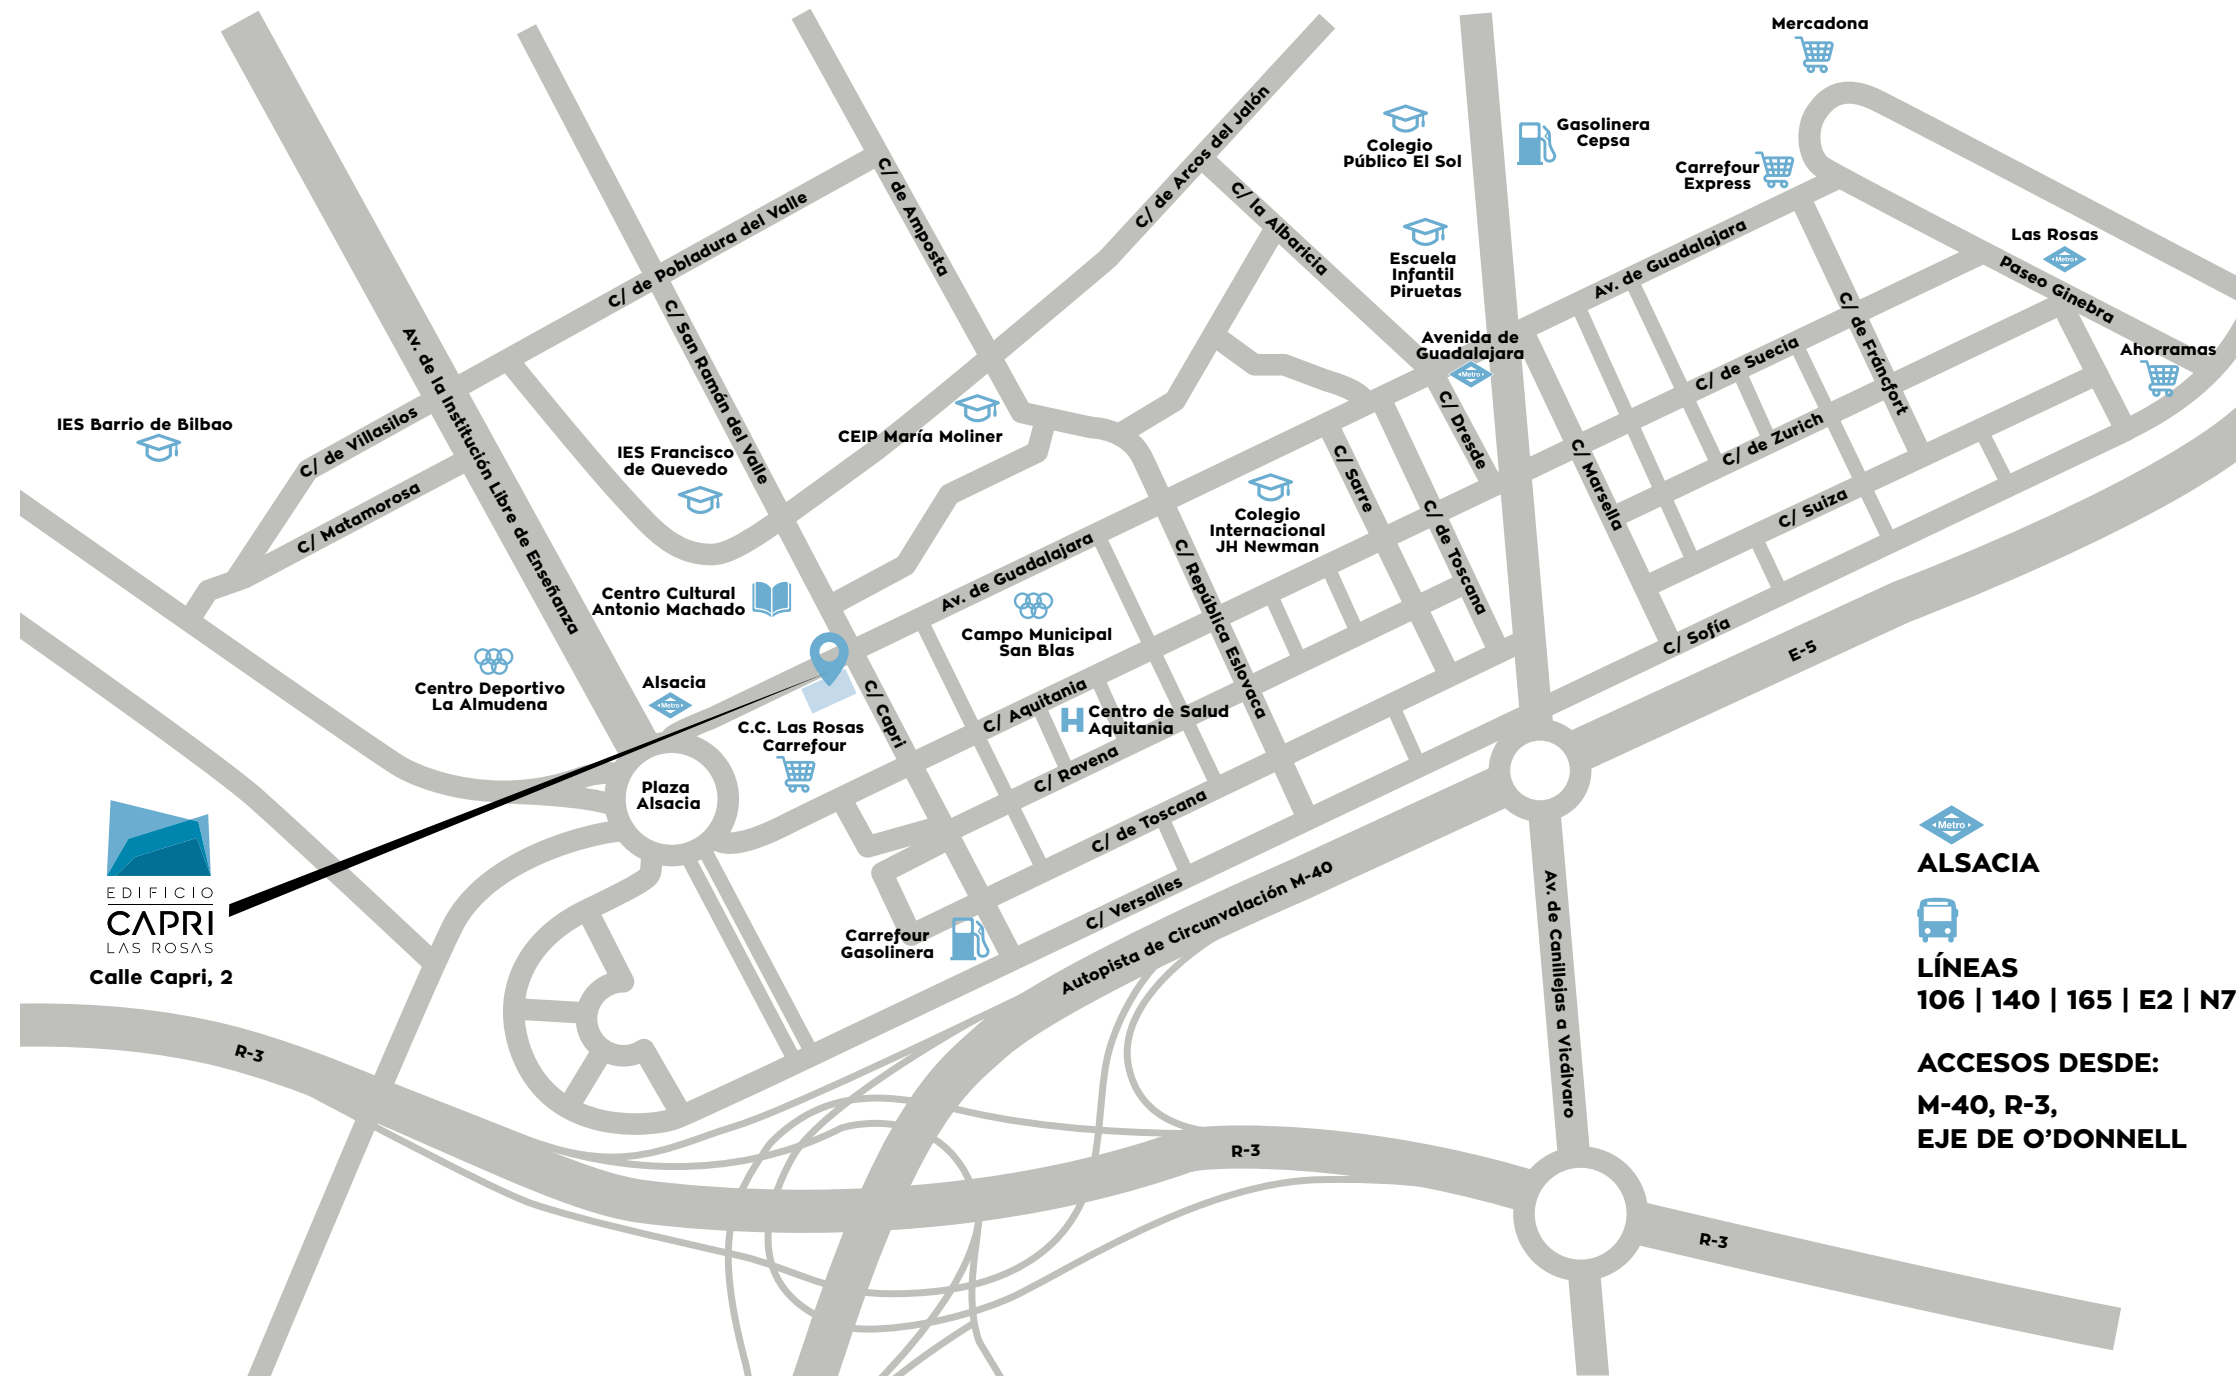 Mercadona
Gasolinera
Cepsa
Colegio
Público El Sol
Carrefour
Express
C/ de Arcos del Jalón
C/ de Amposta
C/ la Albaricia
C/ de Pobladura del Valle
Escuela
Infantil
Piruetas
Av. de Guadalajara
Las Rosas
Metro
Paseo Ginebra
C/ de Fráncfort
C/ San Ramán del Valle
Av. de la Institución Libre de Enseñanza
Avenida de
Guadalajara
Metro
Ahorramas
C/ de Suecia
IES Barrio de Bilbao
C/ de Villasilos
C/ Dresde
C/ de Zurich
CEIP María Moliner
IES Francisco
de Quevedo
C/ Sarre
C/ Marsella
C/ Matamorosa
C/ Suiza
Colegio
Internacional
JH Newman
C/ de Toscana
Av. de Guadalajara
C/ República Eslovaca
Centro Cultural
Antonio Machado
Campo Municipal
San Blas
C/ Sofía
E-5
Alsacia
Metro
Centro Deportivo
La Almudena
C/ Capri
C/ Aquitania
Centro de Salud
Aquitania
H
C.C. Las Rosas
Carrefour
C/ Ravena
Plaza
Alsacia
C/ de Toscana
EDIFICIO
CAPRI
LAS ROSAS
Calle Capri, 2
C/ Versalles
Autopista de Circunvalación M-40
Carrefour
Gasolinera
Av. de Canillejas a Vicálvaro
R-3
R-3
R-3
Metro
ALSACIA
LÍNEAS
106 | 140 | 165 | E2 | N7
ACCESOS DESDE:
M-40, R-3,
EJE DE O’DONNELL